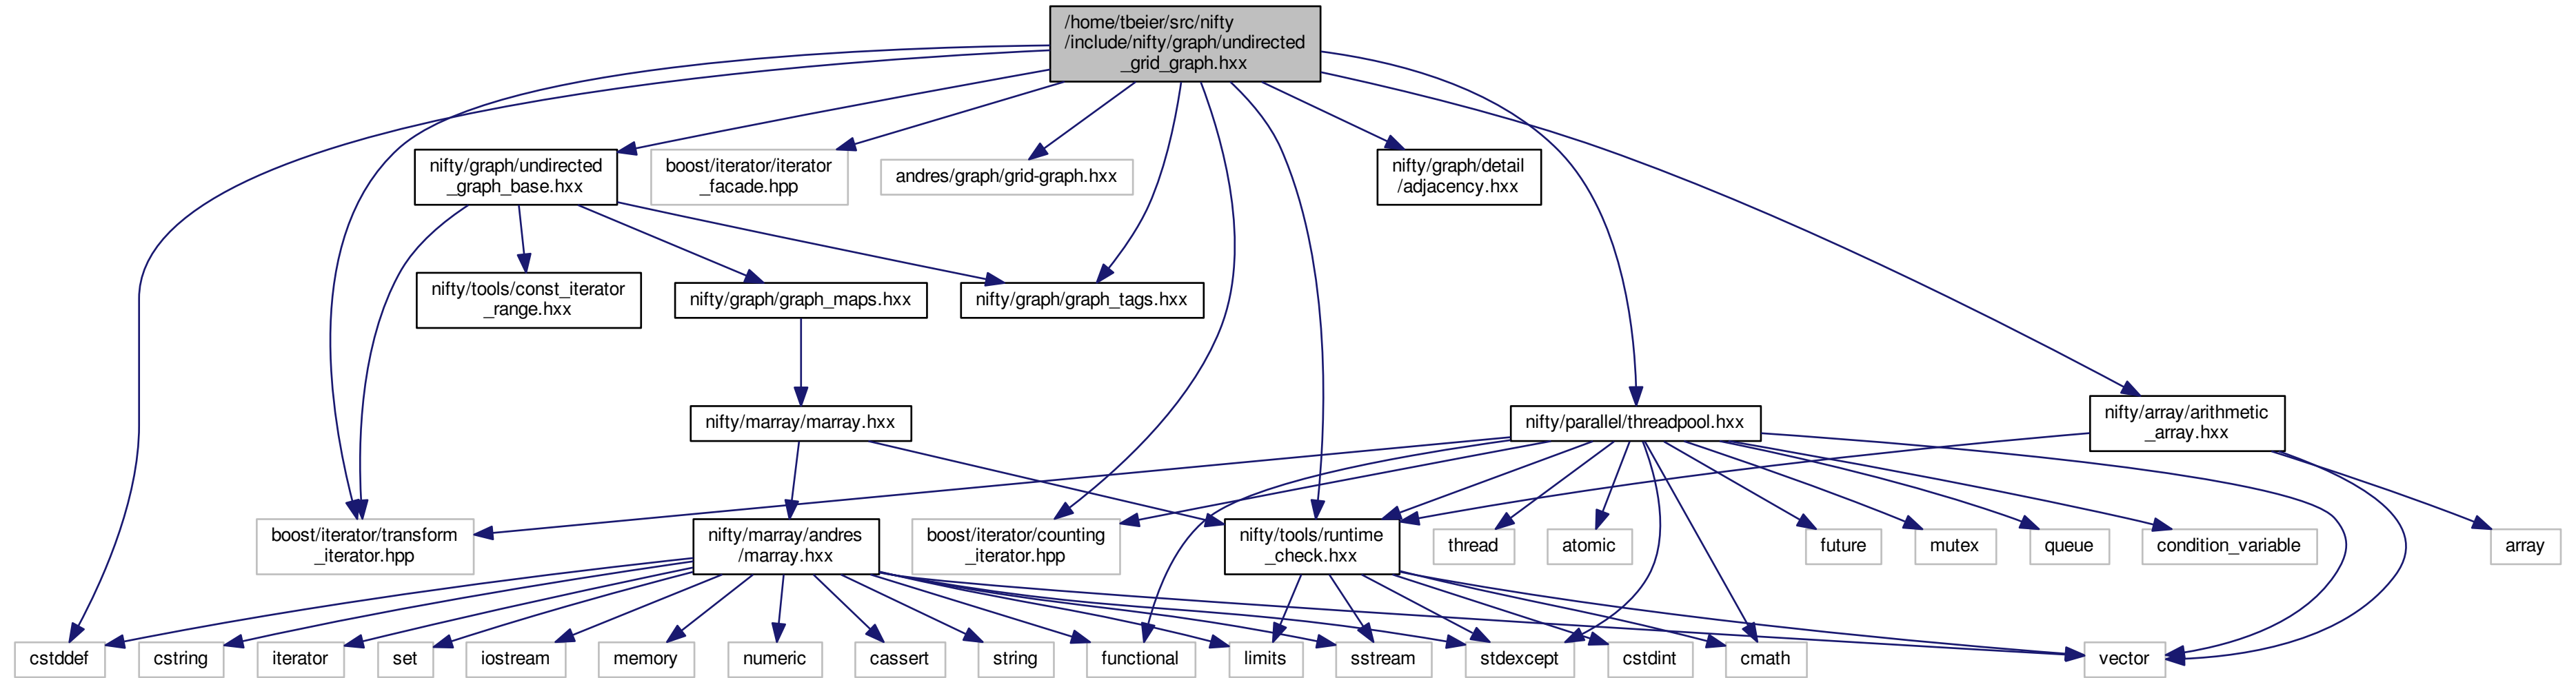 /home/tbeier/src/nifty
/include/nifty/graph/undirected
_grid_graph.hxx
nifty/graph/undirected
_graph_base.hxx
boost/iterator/iterator
_facade.hpp
andres/graph/grid-graph.hxx
nifty/graph/detail
/adjacency.hxx
nifty/tools/const_iterator
_range.hxx
nifty/graph/graph_maps.hxx
nifty/graph/graph_tags.hxx
nifty/marray/marray.hxx
nifty/parallel/threadpool.hxx
nifty/array/arithmetic
_array.hxx
boost/iterator/transform
_iterator.hpp
nifty/marray/andres
/marray.hxx
boost/iterator/counting
_iterator.hpp
nifty/tools/runtime
_check.hxx
thread
atomic
future
mutex
queue
condition_variable
array
cstddef
cstring
iterator
set
iostream
memory
numeric
cassert
string
functional
limits
sstream
stdexcept
cstdint
cmath
vector